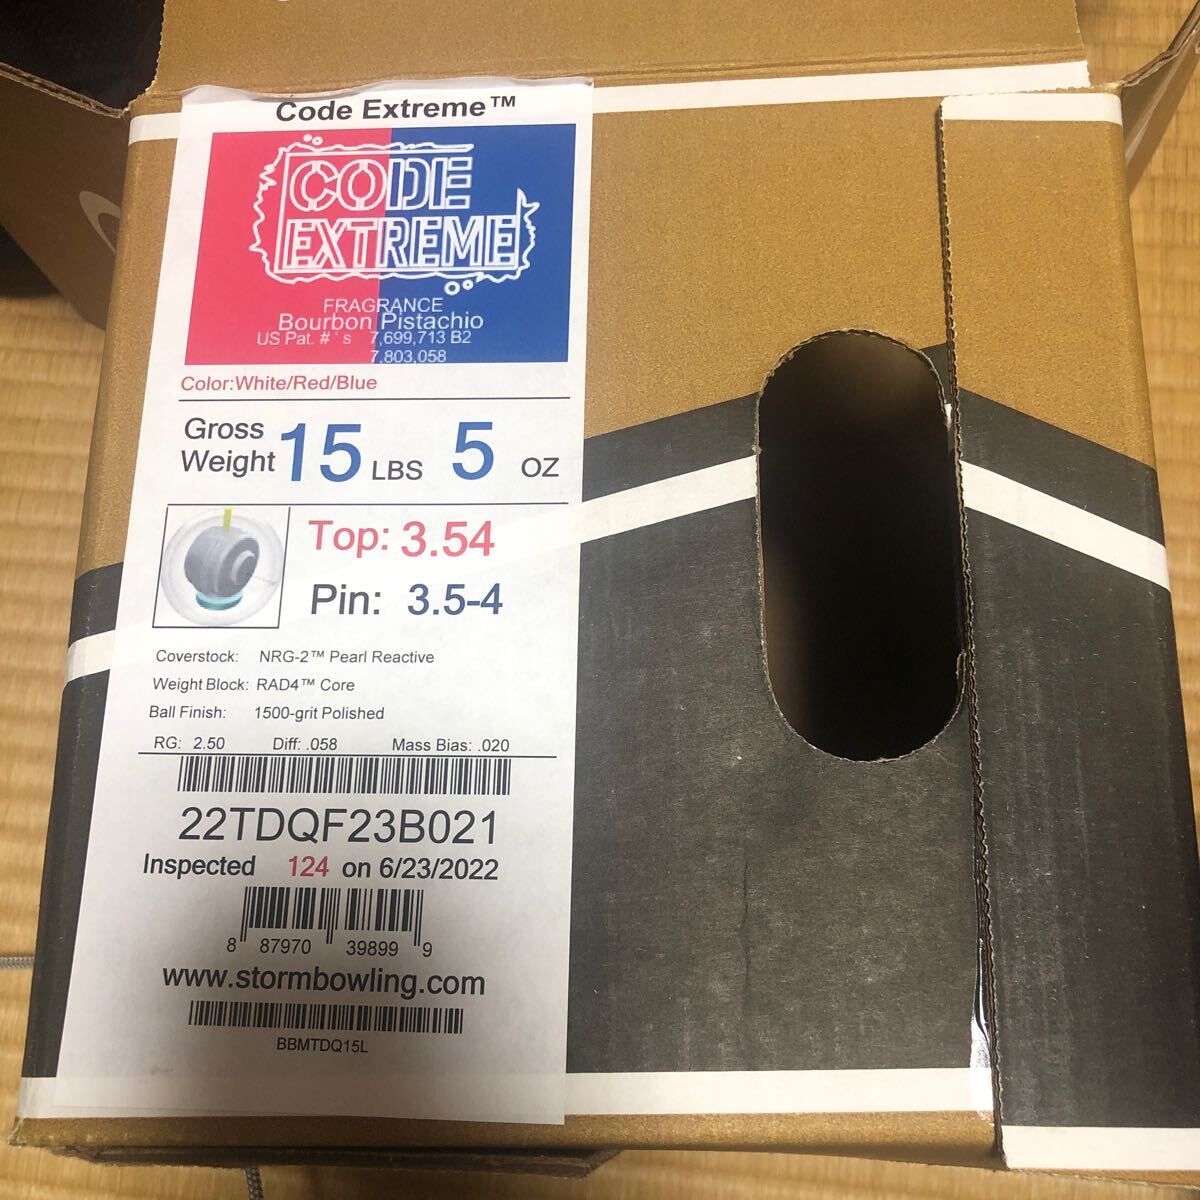 Code Extreme™
CODE
EXTREME
FRAGRANCE
Bourbon Pistachio
US Pat. #'s 7,699,713 B2
7,803,058
Color:White/Red/Blue
Gross
Weight 15 LBS 5 OZ
Top: 3.54
Pin: 3.5-4
Coverstock: NRG-2™ Pearl Reactive
Weight Block: RAD4™ Core
Ball Finish: 1500-grit Polished
RG: 2.50 Diff: .058 Mass Bias: .020
22TDQF23B021
Inspected 124 on 6/23/2022
8 87970 39899 9
www.stormbowling.com
BBMTDQ15L